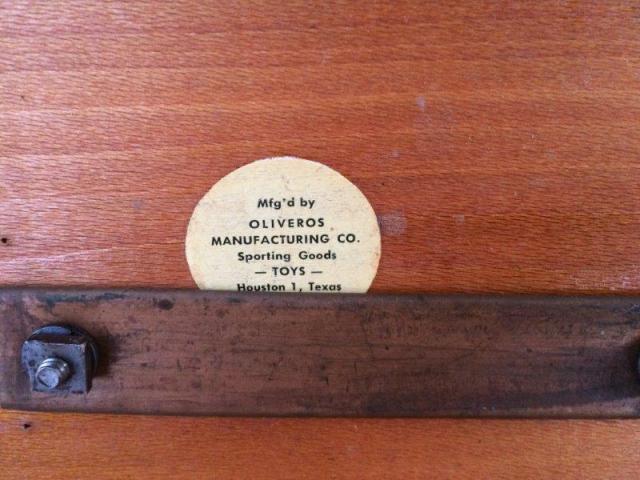 Mfg'd by
OLIVEROS
MANUFACTURING CO.
Sporting Goods
— TOYS —
Houston 1, Texas